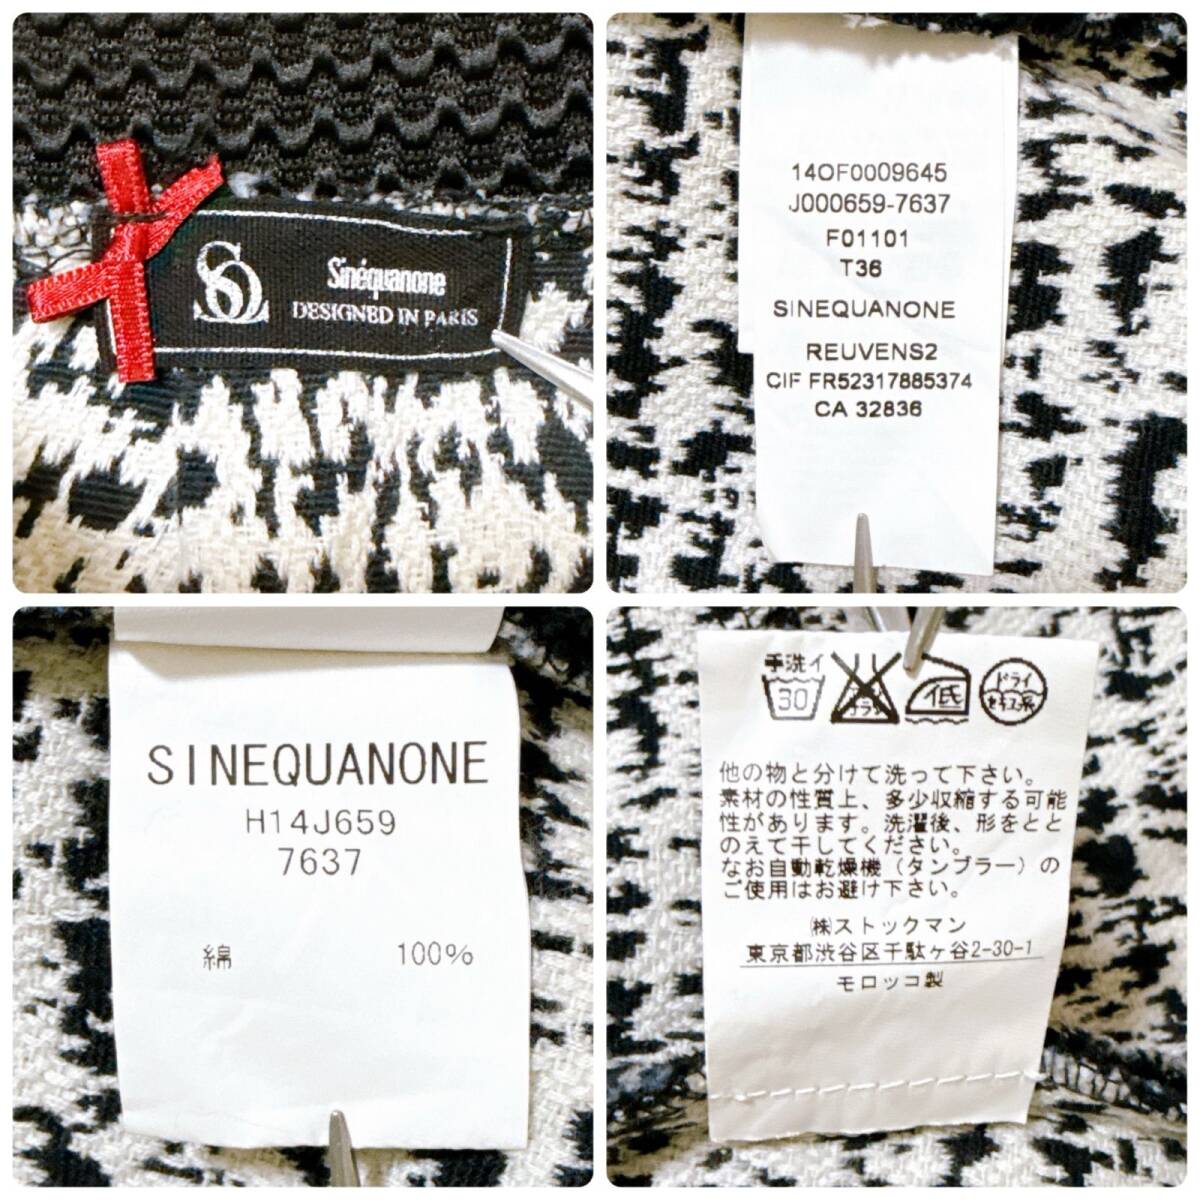 Sinéquanone
DESIGNED IN PARIS
14OF0009645
J000659-7637
F01101
T36
SINEQUANONE
REUVENS2
CIF FR52317885374
CA 32836
SINEQUANONE
H14J659
7637
綿 100%
手洗イ
30
低
ドライ
セキユ系
他の物と分けて洗って下さい。
素材の性質上、多少収縮する可能
性があります。洗濯後、形をとと
のえて干してください。
なお自動乾燥機（タンブラー）の
ご使用はお避け下さい。
㈱ストックマン
東京都渋谷区千駄ヶ谷2-30-1
モロッコ製